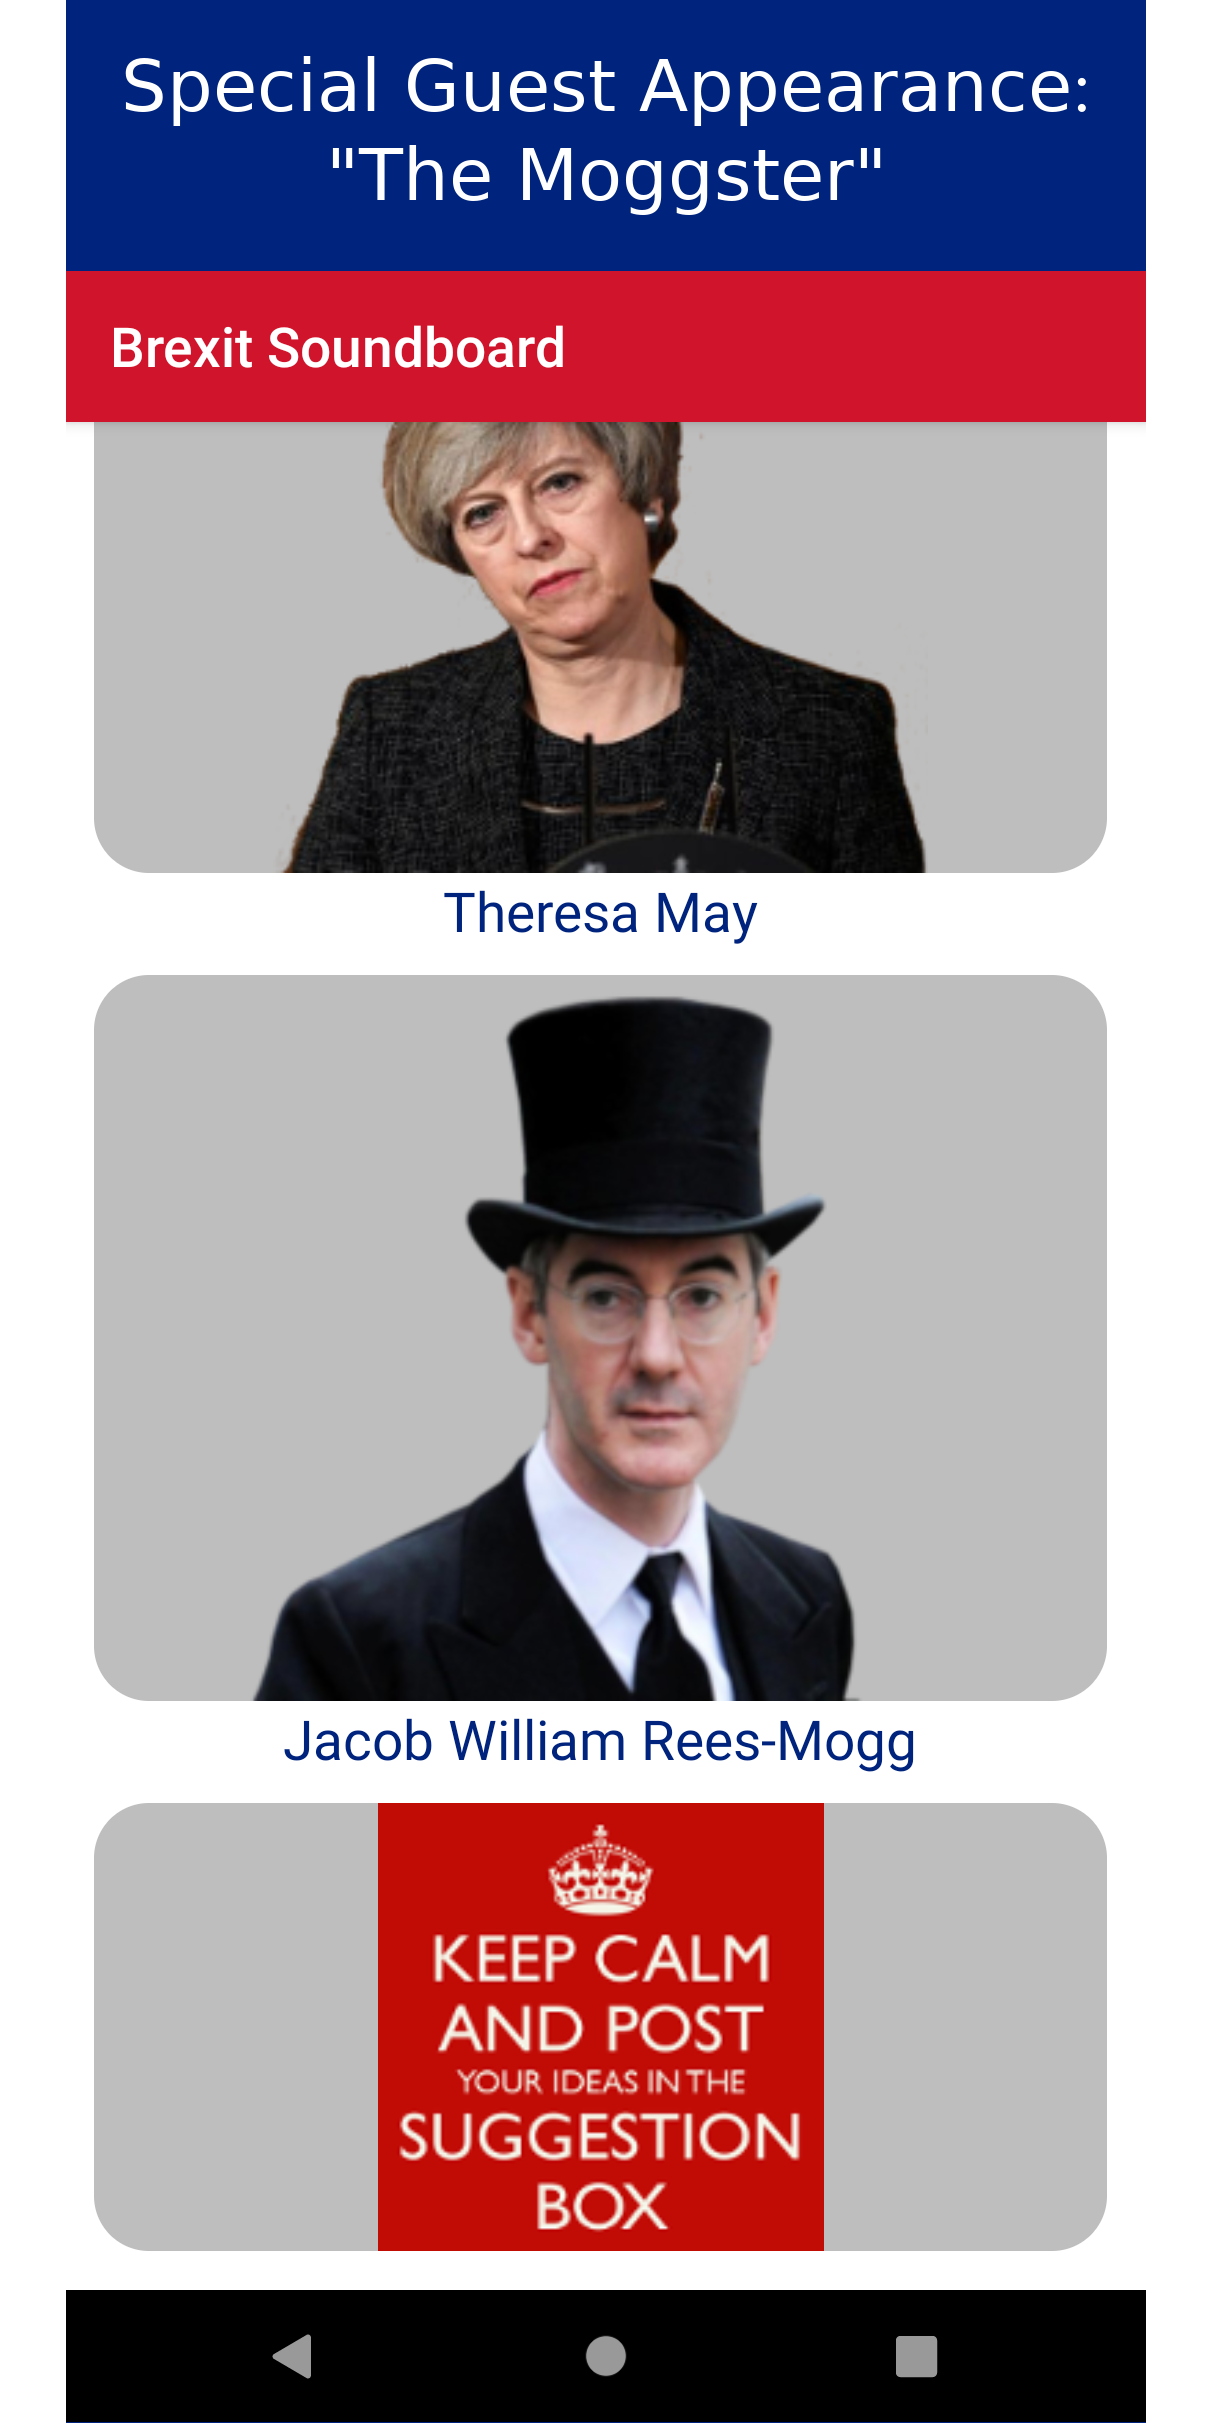 Special Guest Appearance:
"The Moggster"
Brexit Soundboard
Theresa May
Jacob William Rees-Mogg
KEEP CALM
AND POST
YOUR IDEAS IN THE
SUGGESTION
BOX